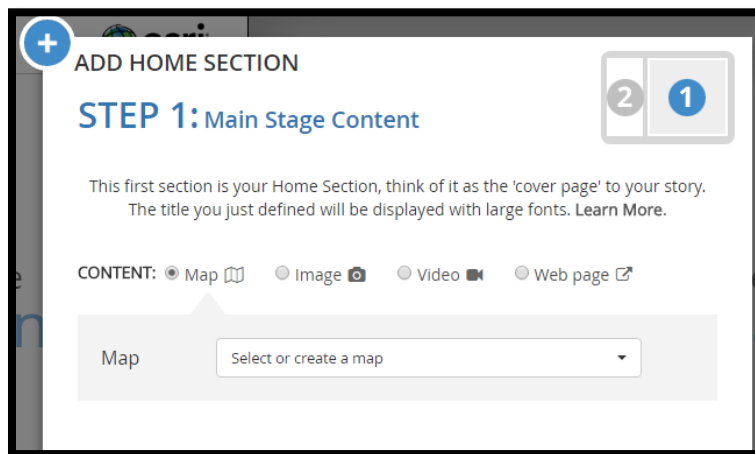 esri
ADD HOME SECTION
STEP 1: Main Stage Content
2 1
This first section is your Home Section, think of it as the 'cover page' to your story.
The title you just defined will be displayed with large fonts. Learn More.
CONTENT: Map Image Video Web page
Map Select or create a map